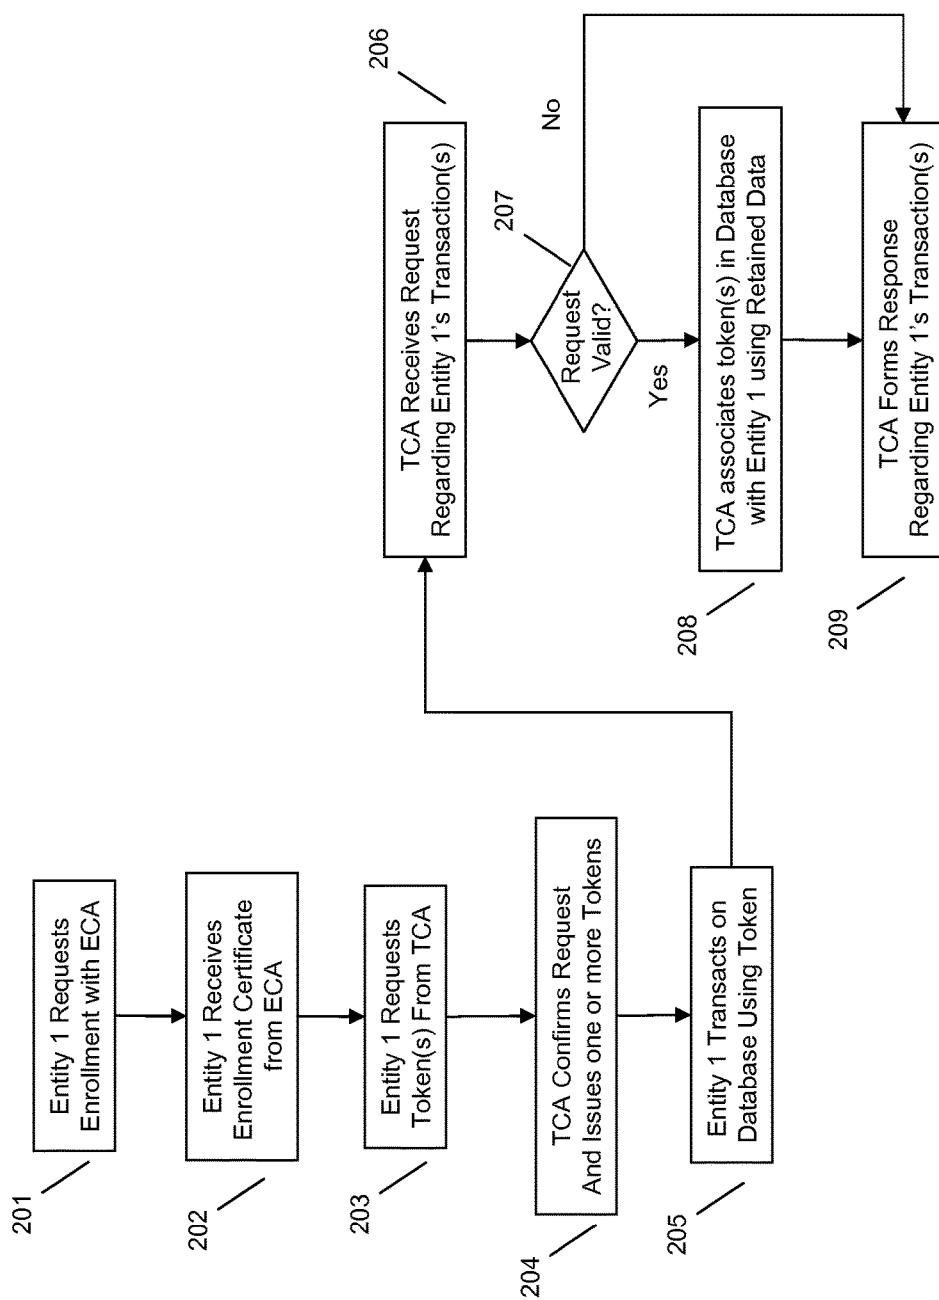 201
Entity 1 Requests
Enrollment with ECA
202
Entity 1 Receives
Enrollment Certificate
from ECA
203
Entity 1 Requests
Token(s) From TCA
204
TCA Confirms Request
And Issues one or more Tokens
205
Entity 1 Transacts on
Database Using Token
206
TCA Receives Request
Regarding Entity 1's Transaction(s)
207
Request
Valid?
No
Yes
208
TCA associates token(s) in Database
with Entity 1 using Retained Data
209
TCA Forms Response
Regarding Entity 1's Transaction(s)